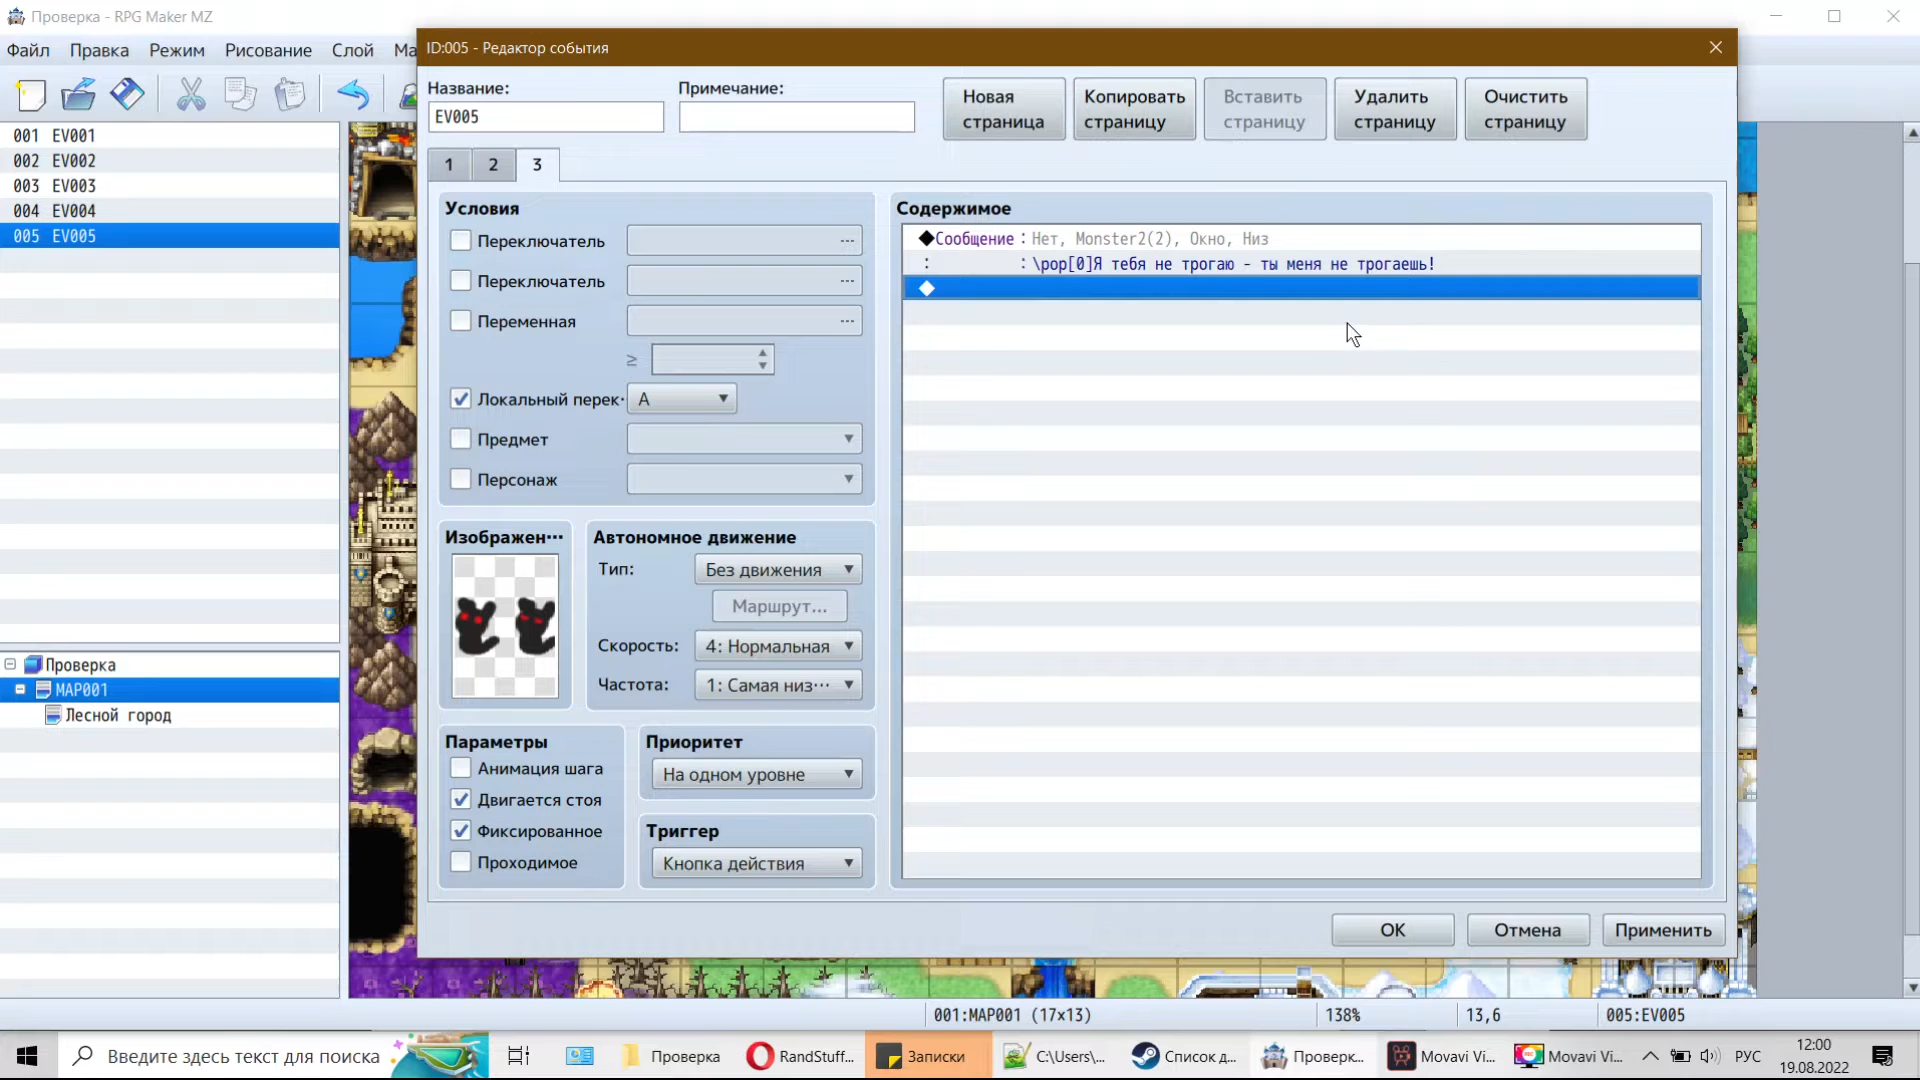 Проверка - RPG Maker MZ
Файл Правка Режим Рисование Слой Ма
001 EV001
002 EV002
003 EV003
004 EV004
005 EV005
Проверка
MAP001
Лесной город
ID:005 - Редактор события
Название:
EV005
Примечание:
Новая
страница
Копировать
страницу
Вставить
страницу
Удалить
страницу
Очистить
страницу
1 2 3
Условия
Переключатель ...
Переключатель ...
Переменная ...
≥
Локальный перек… A
Предмет
Персонаж
Изображен…
Автономное движение
Тип: Без движения
Маршрут...
Скорость: 4: Нормальная
Частота: 1: Самая низ…
Параметры
Анимация шага
Двигается стоя
Фиксированное
Проходимое
Приоритет
На одном уровне
Триггер
Кнопка действия
Содержимое
◆Сообщение : Нет, Monster2(2), Окно, Низ
: : \pop[0]Я тебя не трогаю - ты меня не трогаешь!
◆
OK Отмена Применить
001:MAP001 (17x13) 138% 13,6 005:EV005
Введите здесь текст для поиска
Проверка
RandStuff...
Записки
C:\Users\...
Список д...
Проверк...
Movavi Vi...
Movavi Vi...
РУС
12:00
19.08.2022